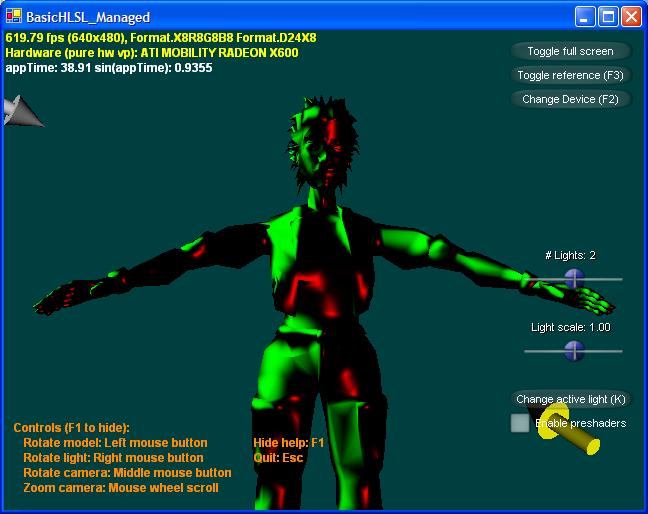 BasicHLSL_Managed
619.79 fps (640x480), Format.X8R8G8B8 Format.D24X8
Hardware (pure hw vp): ATI MOBILITY RADEON X600
appTime: 38.91 sin(appTime): 0.9355
Toggle full screen
Toggle reference (F3)
Change Device (F2)
# Lights: 2
Light scale: 1.00
Change active light (K)
Enable preshaders
Controls (F1 to hide):
Rotate model: Left mouse button
Rotate light: Right mouse button
Rotate camera: Middle mouse button
Zoom camera: Mouse wheel scroll
Hide help: F1
Quit: Esc